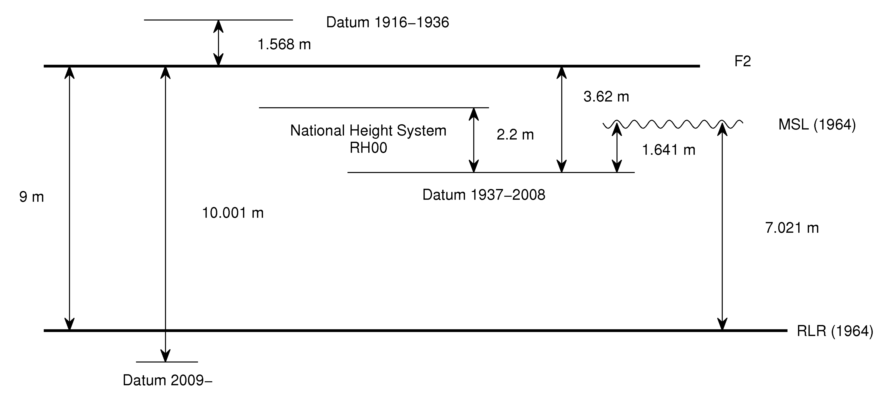 Datum 1916−1936
1.568 m
F2
3.62 m
National Height System
RH00
2.2 m
MSL (1964)
1.641 m
Datum 1937−2008
9 m
10.001 m
7.021 m
RLR (1964)
Datum 2009−